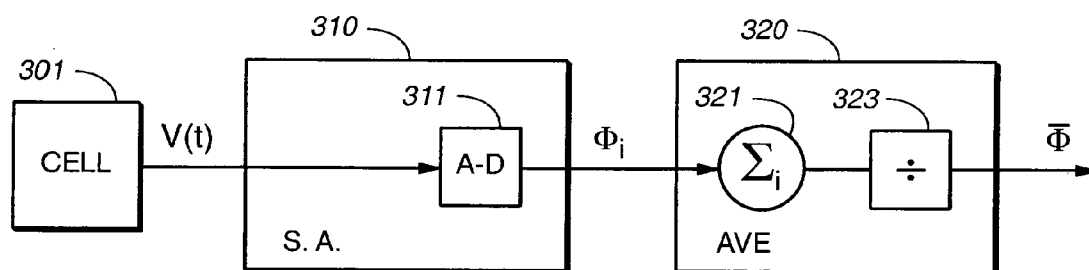 310
320
301
311
321
323
V(t)
Φi
Φ̅
CELL
A-D
Σi
÷
S. A.
AVE